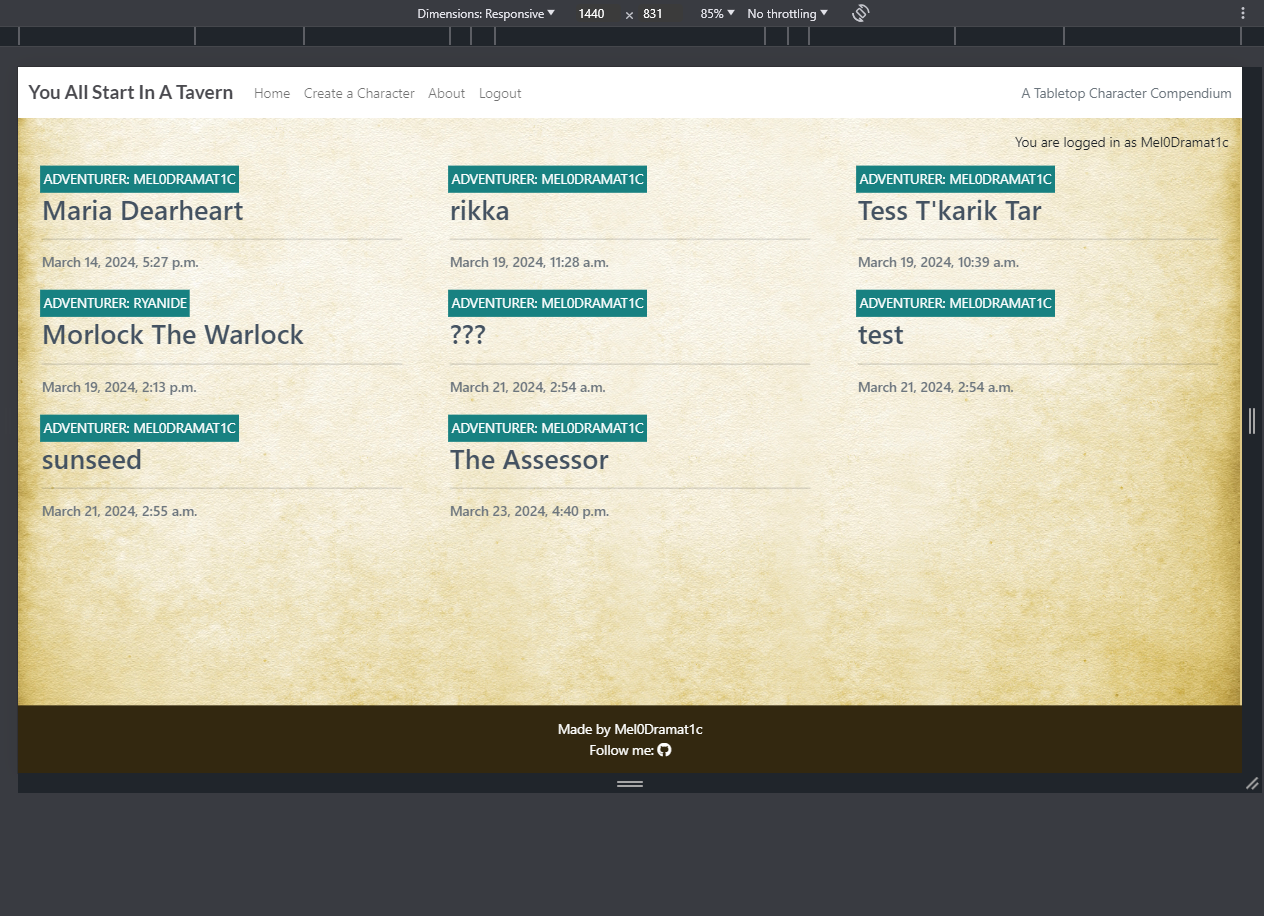 Dimensions: Responsive 1440 × 831 85% No throttling
You All Start In A Tavern Home Create a Character About Logout A Tabletop Character Compendium
You are logged in as Mel0Dramat1c
ADVENTURER: MEL0DRAMAT1C ADVENTURER: MEL0DRAMAT1C ADVENTURER: MEL0DRAMAT1C
Maria Dearheart rikka Tess T'karik Tar
March 14, 2024, 5:27 p.m. March 19, 2024, 11:28 a.m. March 19, 2024, 10:39 a.m.
ADVENTURER: RYANIDE ADVENTURER: MEL0DRAMAT1C ADVENTURER: MEL0DRAMAT1C
Morlock The Warlock ??? test
March 19, 2024, 2:13 p.m. March 21, 2024, 2:54 a.m. March 21, 2024, 2:54 a.m.
ADVENTURER: MEL0DRAMAT1C ADVENTURER: MEL0DRAMAT1C
sunseed The Assessor
March 21, 2024, 2:55 a.m. March 23, 2024, 4:40 p.m.
Made by Mel0Dramat1c
Follow me: